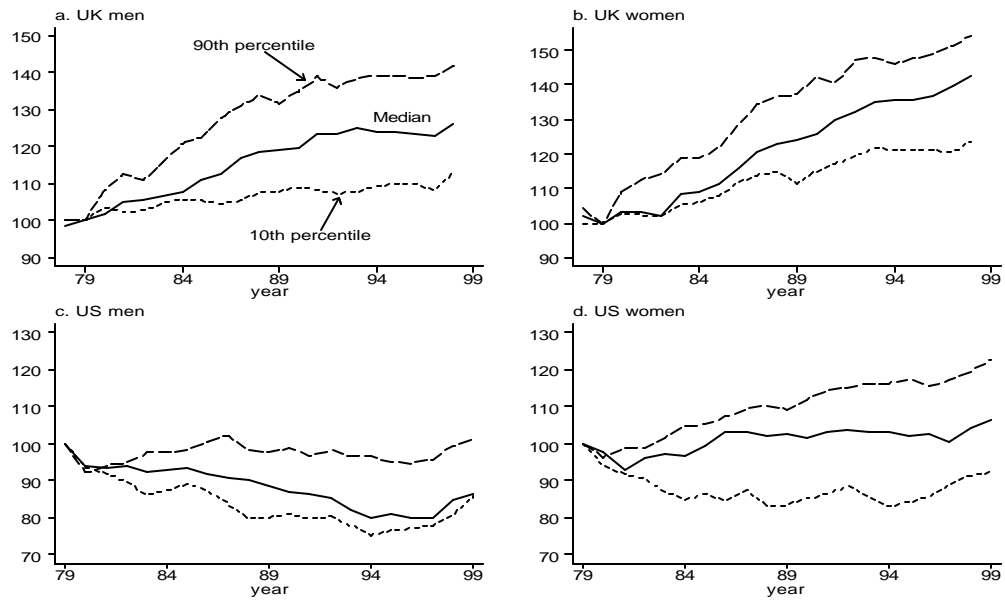 a. UK men
150
140
130
120
110
100
90
90th percentile
Median
10th percentile
79 84 89 94 99
year
b. UK women
150
140
130
120
110
100
90
79 84 89 94 99
year
c. US men
130
120
110
100
90
80
70
79 84 89 94 99
year
d. US women
130
120
110
100
90
80
70
79 84 89 94 99
year